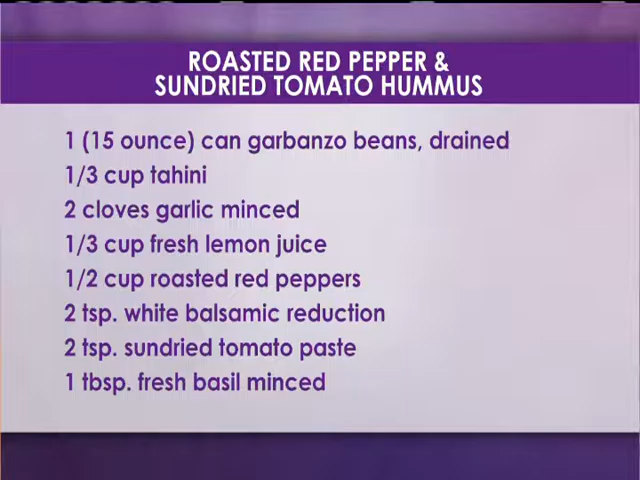 ROASTED RED PEPPER &
SUNDRIED TOMATO HUMMUS
1 (15 ounce) can garbanzo beans, drained
1/3 cup tahini
2 cloves garlic minced
1/3 cup fresh lemon juice
1/2 cup roasted red peppers
2 tsp. white balsamic reduction
2 tsp. sundried tomato paste
1 tbsp. fresh basil minced